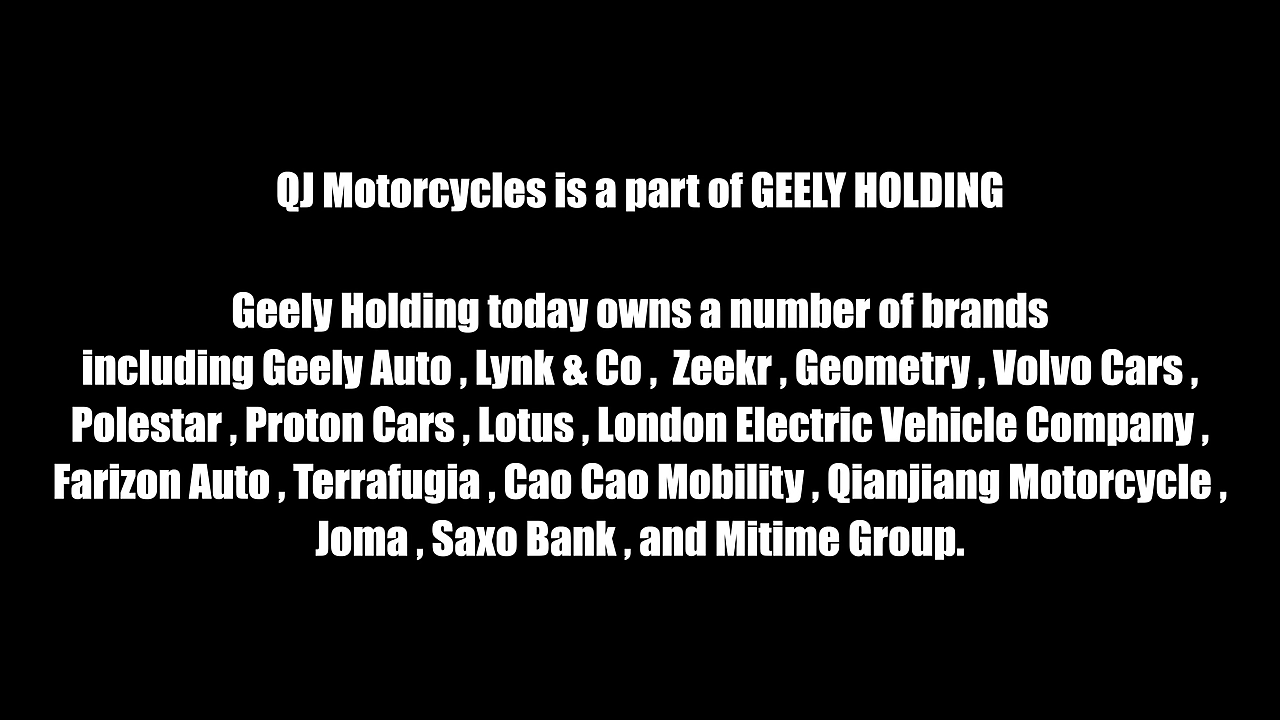 QJ Motorcycles is a part of GEELY HOLDING
Geely Holding today owns a number of brands
including Geely Auto , Lynk & Co ,  Zeekr , Geometry , Volvo Cars ,
Polestar , Proton Cars , Lotus , London Electric Vehicle Company ,
Farizon Auto , Terrafugia , Cao Cao Mobility , Qianjiang Motorcycle ,
Joma , Saxo Bank , and Mitime Group.